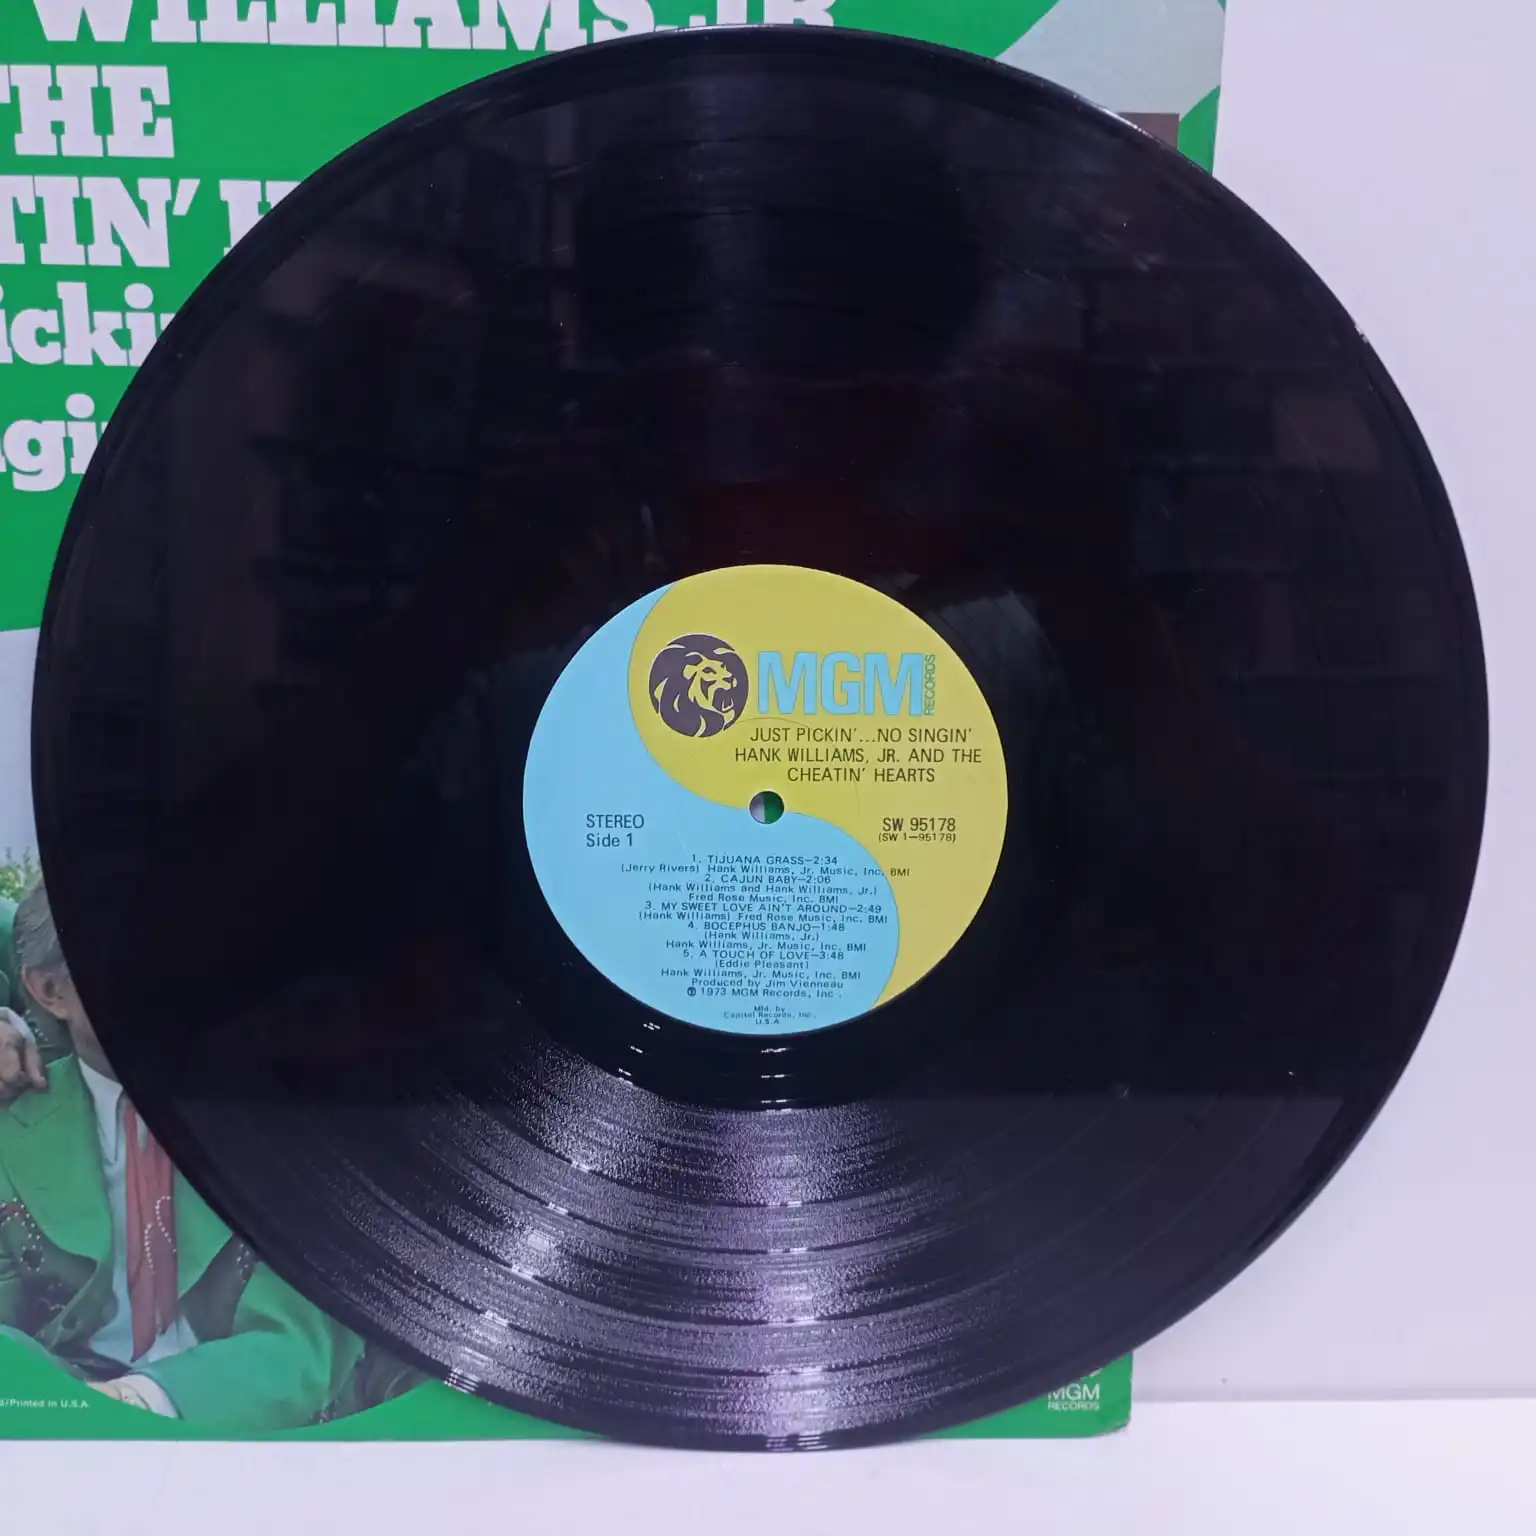 WILLIAMS, JR.
THE
TIN'
MGM RECORDS
JUST PICKIN'...NO SINGIN'
HANK WILLIAMS, JR. AND THE
CHEATIN' HEARTS
STEREO
Side 1
SW 95178
(SW 1-95178)
1. TIJUANA GRASS-2:34
(Jerry Rivers) Hank Williams, Jr. Music, Inc. BMI
2. CAJUN BABY-2:06
(Hank Williams and Hank Williams, Jr.)
Fred Rose Music, Inc. BMI
3. MY SWEET LOVE AIN'T AROUND-2:49
(Hank Williams) Fred Rose Music, Inc. BMI
4. BOCEPHUS BANJO-1:48
(Hank Williams, Jr.)
Hank Williams, Jr. Music, Inc. BMI
5. A TOUCH OF LOVE-3:48
(Eddie Pleasant)
Hank Williams, Jr. Music, Inc. BMI
Produced by Jim Vienneau
℗ 1973 MGM Records, Inc.
Mfd. by
Capitol Records, Inc.,
U.S.A.
/Printed in U.S.A.
MGM
RECORDS